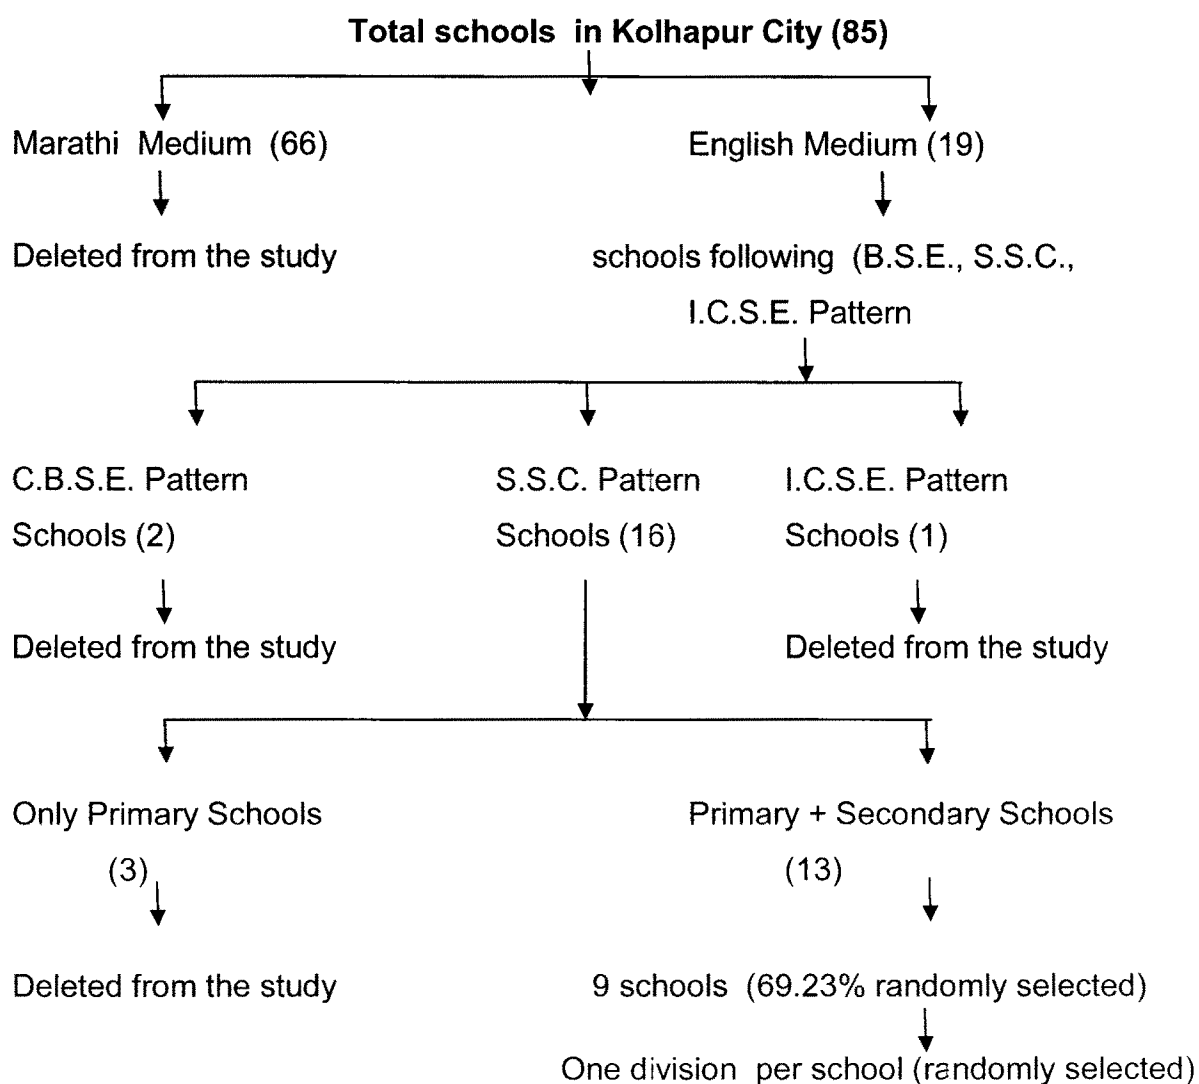 Total schools in Kolhapur City (85)
Marathi Medium (66)
English Medium (19)
Deleted from the study
schools following (B.S.E., S.S.C.,
I.C.S.E. Pattern
C.B.S.E. Pattern
Schools (2)
S.S.C. Pattern
Schools (16)
I.C.S.E. Pattern
Schools (1)
Deleted from the study
Deleted from the study
Only Primary Schools
(3)
Primary + Secondary Schools
(13)
Deleted from the study
9 schools (69.23% randomly selected)
One division per school (randomly selected)